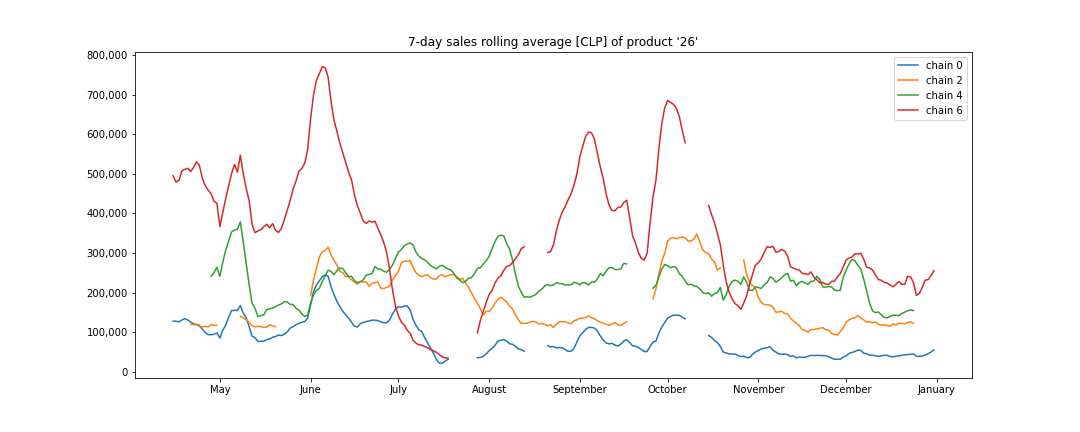 7-day sales rolling average [CLP] of product '26'
800,000
700,000
600,000
500,000
400,000
300,000
200,000
100,000
0
chain 0
chain 2
chain 4
chain 6
May
June
July
August
September
October
November
December
January